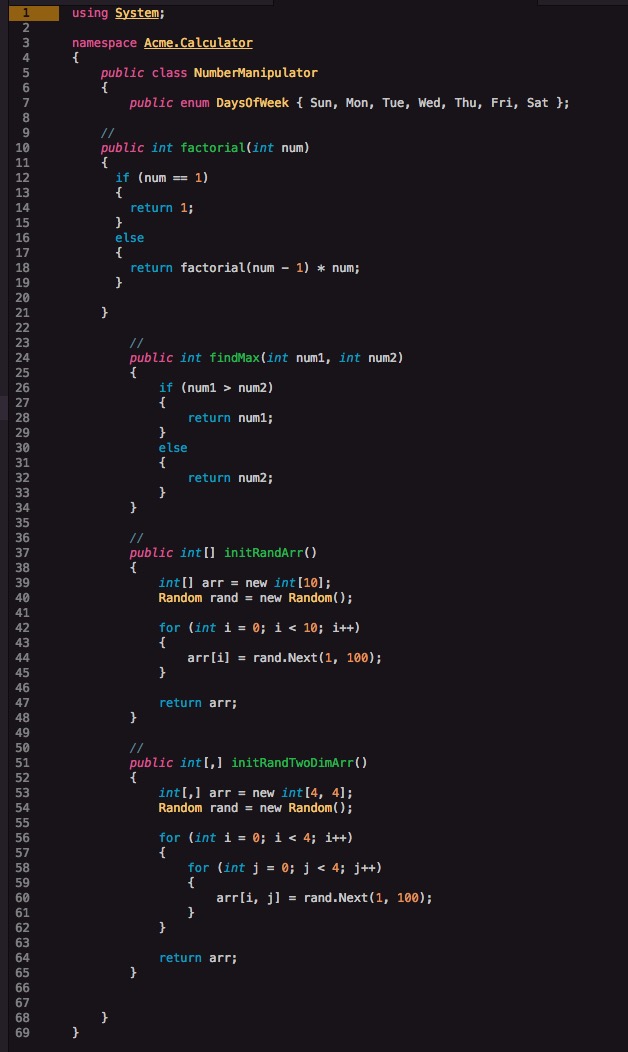 1 using System;
2
3 namespace Acme.Calculator
4 {
5     public class NumberManipulator
6     {
7         public enum DaysOfWeek { Sun, Mon, Tue, Wed, Thu, Fri, Sat };
8
9     //
10     public int factorial(int num)
11     {
12       if (num == 1)
13       {
14         return 1;
15       }
16       else
17       {
18         return factorial(num - 1) * num;
19       }
20
21     }
22
23         //
24         public int findMax(int num1, int num2)
25         {
26             if (num1 > num2)
27             {
28                 return num1;
29             }
30             else
31             {
32                 return num2;
33             }
34         }
35
36         //
37         public int[] initRandArr()
38         {
39             int[] arr = new int[10];
40             Random rand = new Random();
41
42             for (int i = 0; i < 10; i++)
43             {
44                 arr[i] = rand.Next(1, 100);
45             }
46
47             return arr;
48         }
49
50         //
51         public int[,] initRandTwoDimArr()
52         {
53             int[,] arr = new int[4, 4];
54             Random rand = new Random();
55
56             for (int i = 0; i < 4; i++)
57             {
58                 for (int j = 0; j < 4; j++)
59                 {
60                     arr[i, j] = rand.Next(1, 100);
61                 }
62             }
63
64             return arr;
65         }
66
67
68     }
69 }